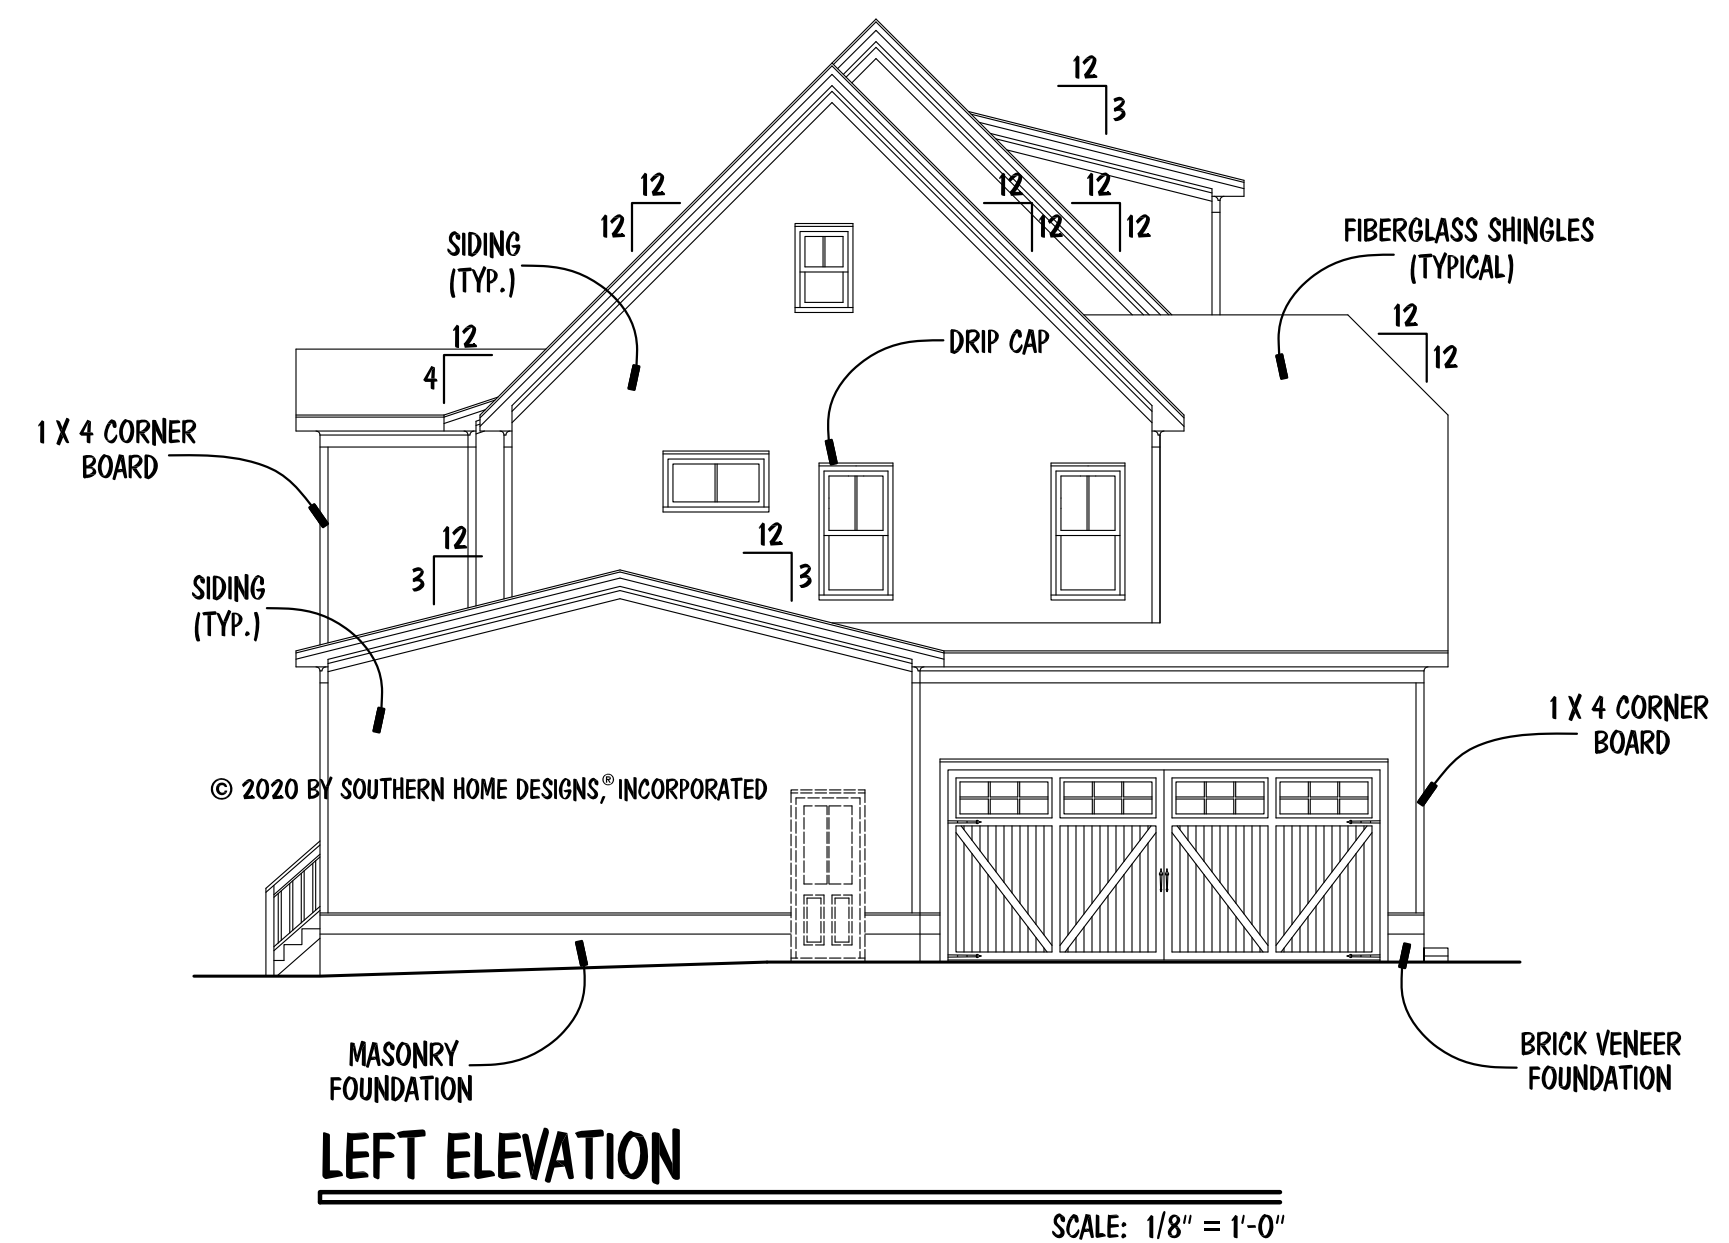 12
3
12
12
12
12
12
12
SIDING
(TYP.)
FIBERGLASS SHINGLES
(TYPICAL)
12
12
12
4
DRIP CAP
1 X 4 CORNER
BOARD
12
3
12
3
SIDING
(TYP.)
1 X 4 CORNER
BOARD
© 2020 BY SOUTHERN HOME DESIGNS,® INCORPORATED
MASONRY
FOUNDATION
BRICK VENEER
FOUNDATION
LEFT ELEVATION
SCALE: 1/8" = 1'-0"